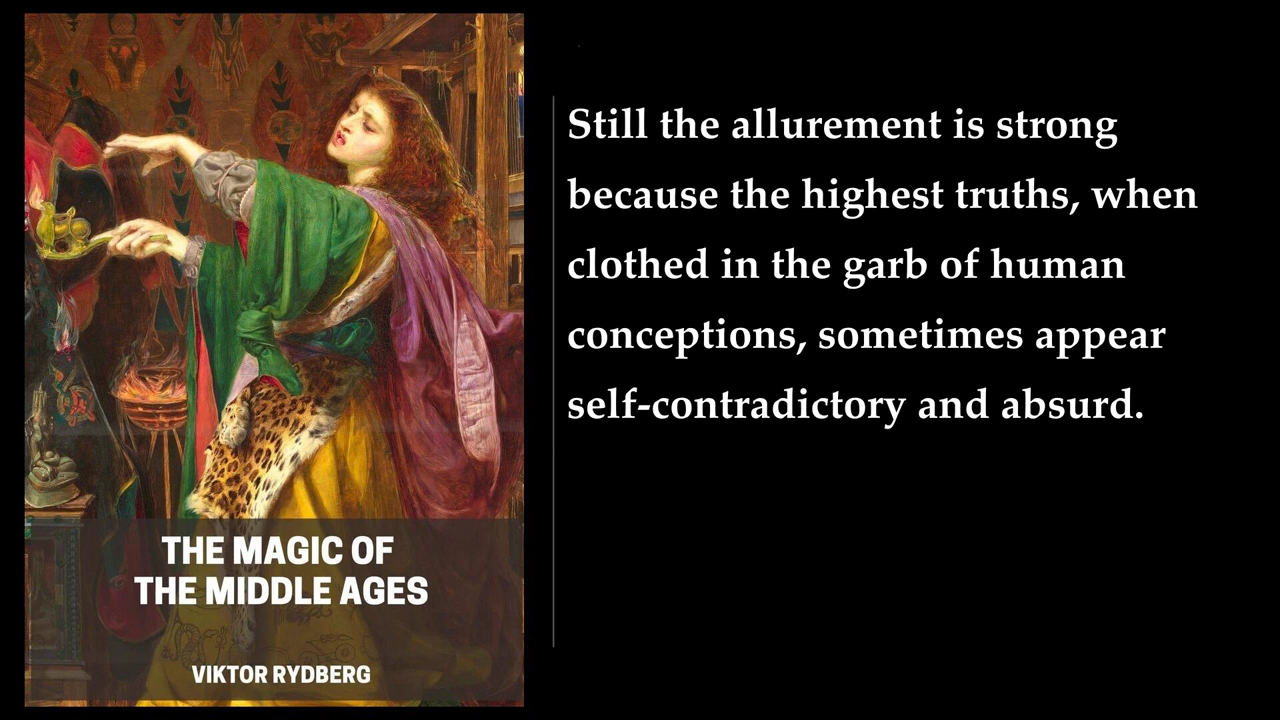 THE MAGIC OF
THE MIDDLE AGES
VIKTOR RYDBERG
Still the allurement is strong
because the highest truths, when
clothed in the garb of human
conceptions, sometimes appear
self-contradictory and absurd.